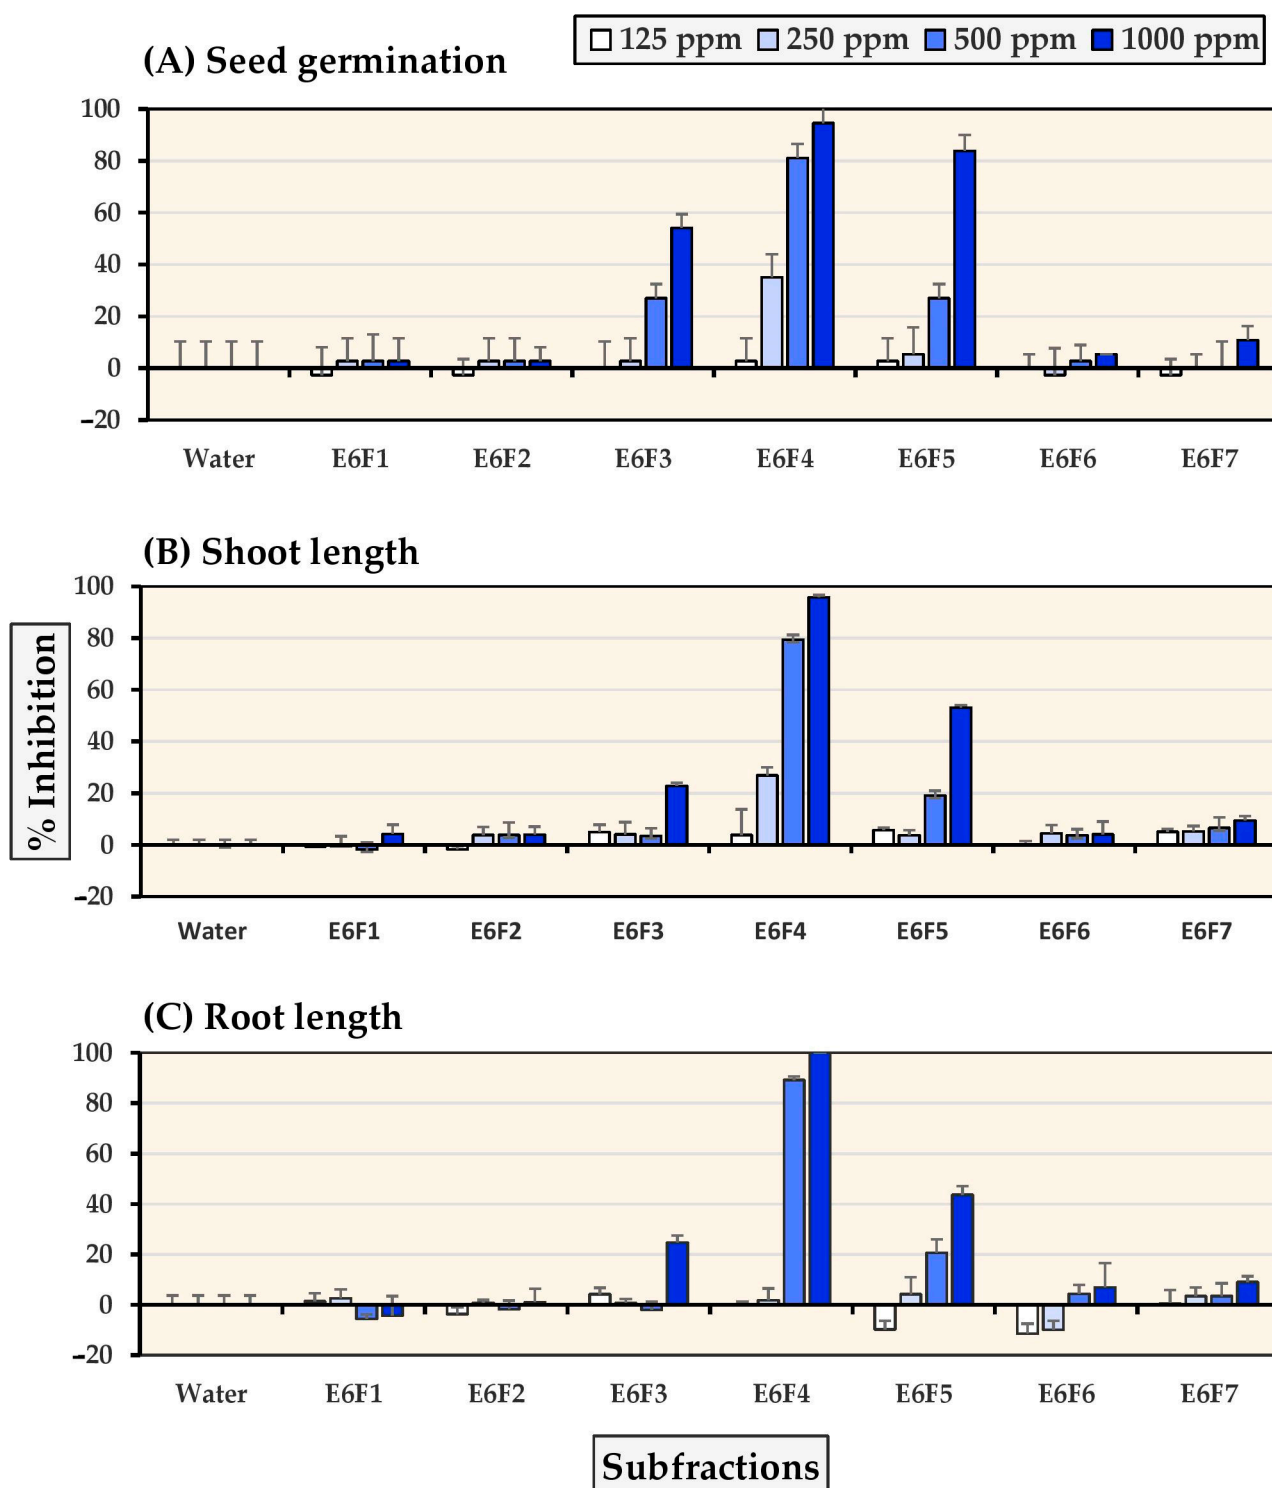 125 ppm 250 ppm 500 ppm 1000 ppm
(A) Seed germination
100
80
60
40
20
0
–20
Water E6F1 E6F2 E6F3 E6F4 E6F5 E6F6 E6F7
(B) Shoot length
100
80
60
40
20
0
–20
% Inhibition
Water E6F1 E6F2 E6F3 E6F4 E6F5 E6F6 E6F7
(C) Root length
100
80
60
40
20
0
–20
Water E6F1 E6F2 E6F3 E6F4 E6F5 E6F6 E6F7
Subfractions